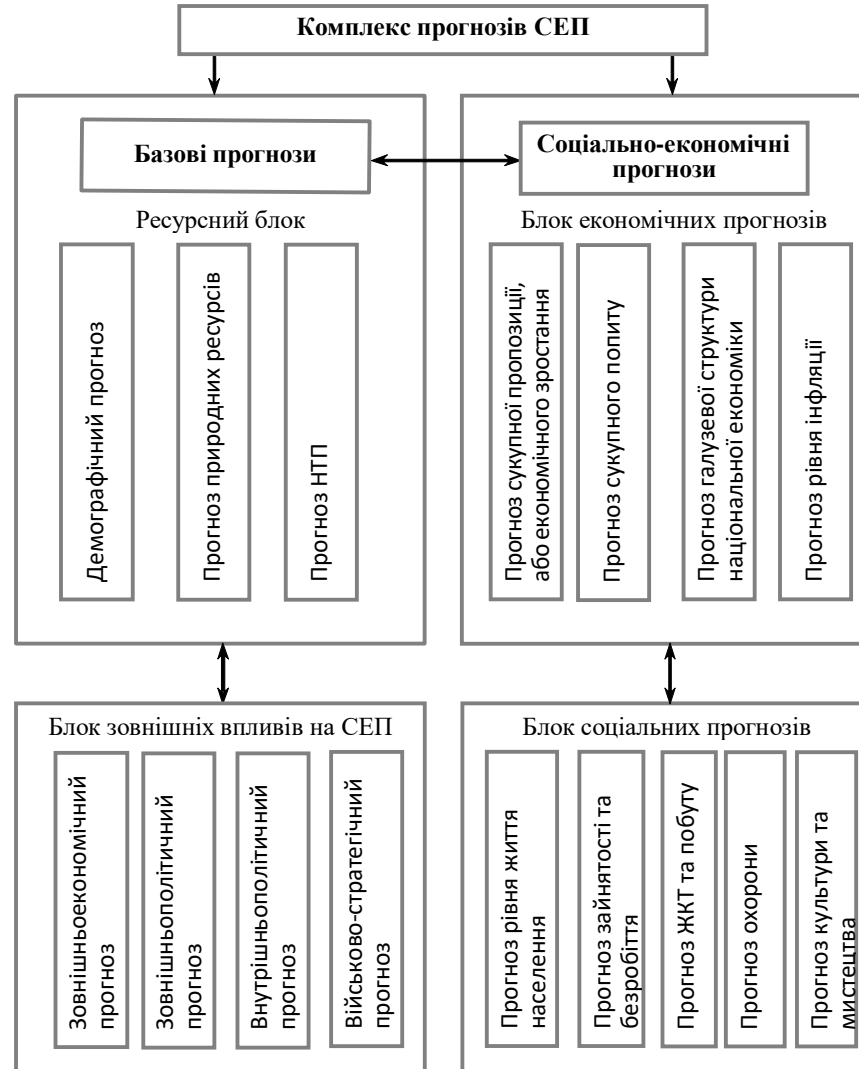 Комплекс прогнозів СЕП
Базові прогнози
Ресурсний блок
Демографічний прогноз
Прогноз природних ресурсів
Прогноз НТП
Соціально-економічні
прогнози
Блок економічних прогнозів
Прогноз сукупної пропозиції,
або економічного зростання
Прогноз сукупного попиту
Прогноз галузевої структури
національної економіки
Прогноз рівня інфляції
Блок зовнішніх впливів на СЕП
Зовнішньоекономічний
прогноз
Зовнішньополітичний
прогноз
Внутрішньополітичний
прогноз
Військово-стратегічний
прогноз
Блок соціальних прогнозів
Прогноз рівня життя
населення
Прогноз зайнятості та
безробіття
Прогноз ЖКТ та побуту
Прогноз охорони
Прогноз культури та
мистецтва